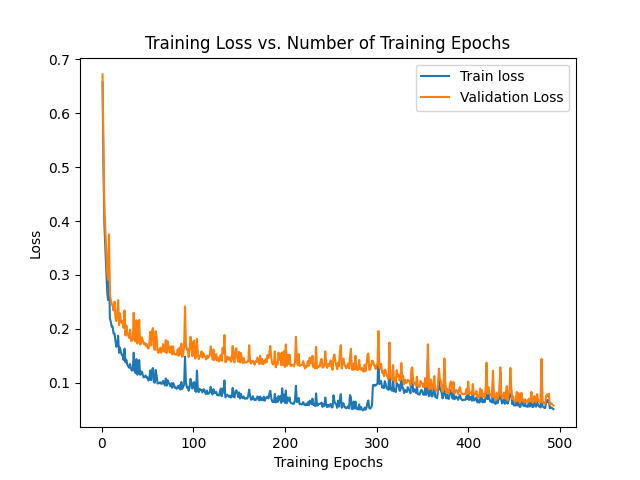 Training Loss vs. Number of Training Epochs
0.7
0.6
0.5
0.4
0.3
0.2
0.1
Loss
Train loss
Validation Loss
0
100
200
300
400
500
Training Epochs